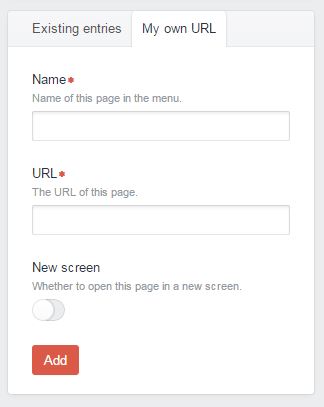 Existing entries
My own URL
Name*
Name of this page in the menu.
URL*
The URL of this page.
New screen
Whether to open this page in a new screen.
Add